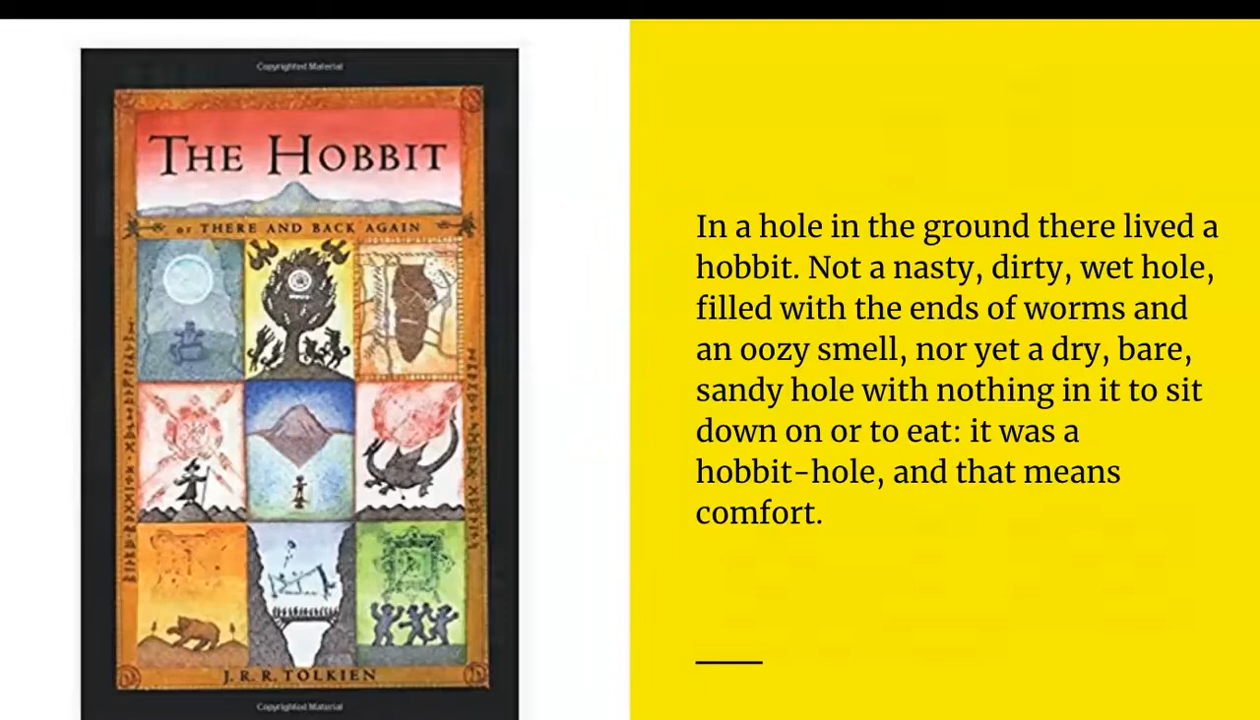 Copyrighted Material
THE HOBBIT
or THERE AND BACK AGAIN
J. R. R. TOLKIEN
Copyrighted Material
In a hole in the ground there lived a
hobbit. Not a nasty, dirty, wet hole,
filled with the ends of worms and
an oozy smell, nor yet a dry, bare,
sandy hole with nothing in it to sit
down on or to eat: it was a
hobbit-hole, and that means
comfort.